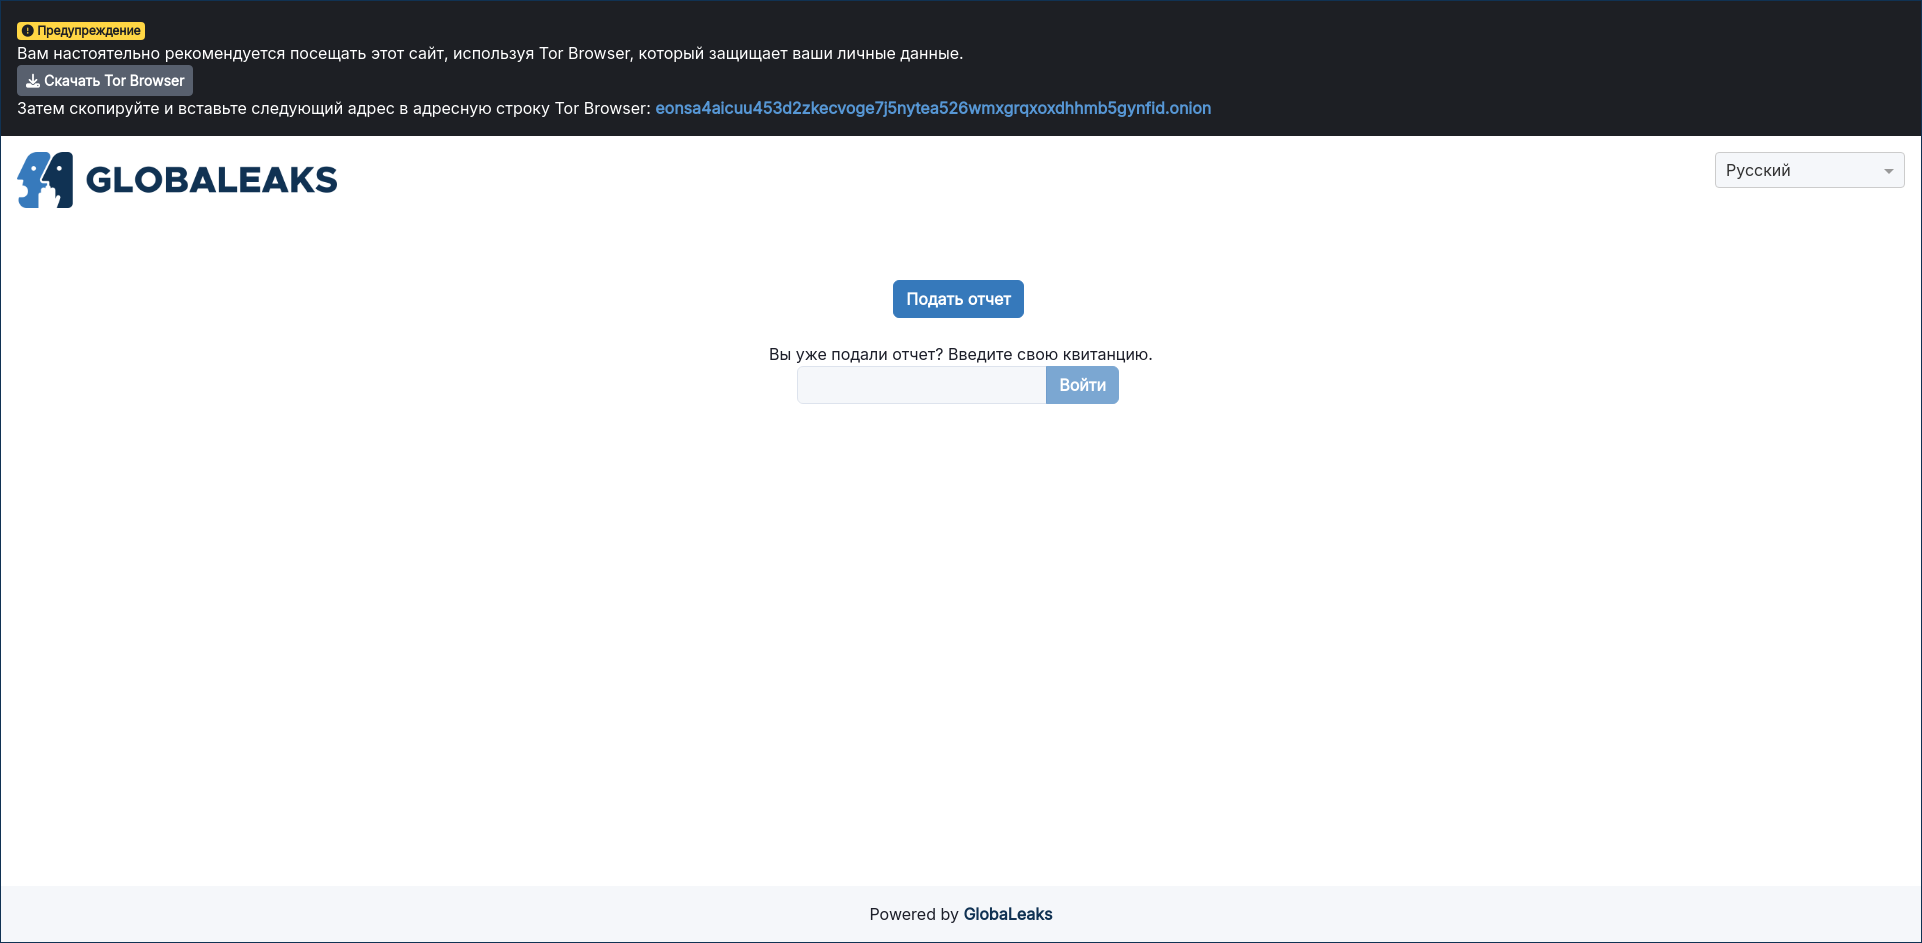 Предупреждение
Вам настоятельно рекомендуется посещать этот сайт, используя Tor Browser, который защищает ваши личные данные.
Скачать Tor Browser
Затем скопируйте и вставьте следующий адрес в адресную строку Tor Browser: eonsa4aicuu453d2zkecvoge7j5nytea526wmxgrqxoxdhhmb5gynfid.onion
GLOBALEAKS
Русский
Подать отчет
Вы уже подали отчет? Введите свою квитанцию.
Войти
Powered by GlobaLeaks